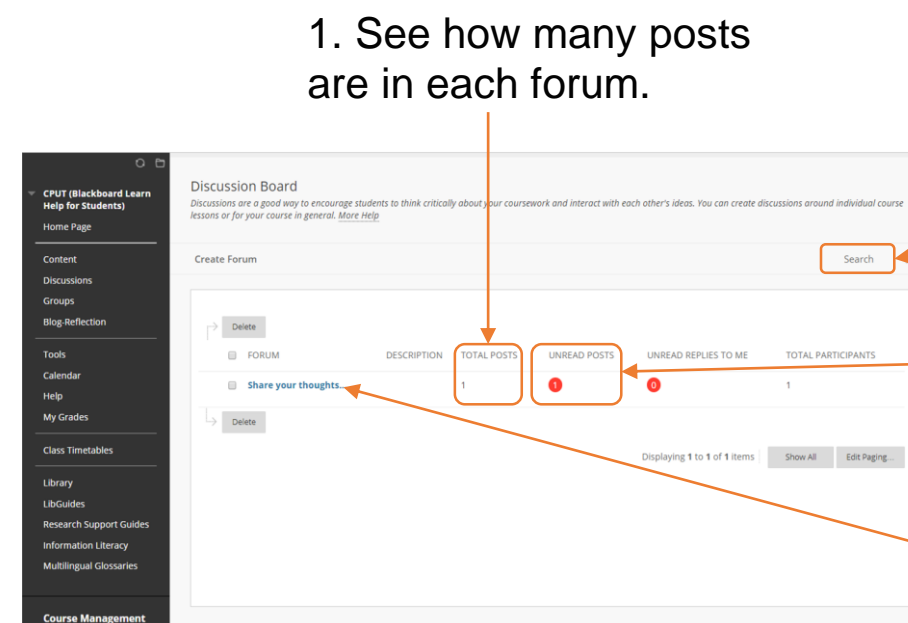 1. See how many posts
are in each forum.
CPUT (Blackboard Learn
Help for Students)
Home Page
Content
Discussions
Groups
Blog-Reflection
Tools
Calendar
Help
My Grades
Class Timetables
Library
LibGuides
Research Support Guides
Information Literacy
Multilingual Glossaries
Course Management
Discussion Board
Discussions are a good way to encourage students to think critically about your coursework and interact with each other's ideas. You can create discussions around individual course
lessons or for your course in general. More Help
Create Forum
Search
Delete
FORUM DESCRIPTION TOTAL POSTS UNREAD POSTS UNREAD REPLIES TO ME TOTAL PARTICIPANTS
Share your thoughts... 1 1 0 1
Delete
Displaying 1 to 1 of 1 items Show All Edit Paging...